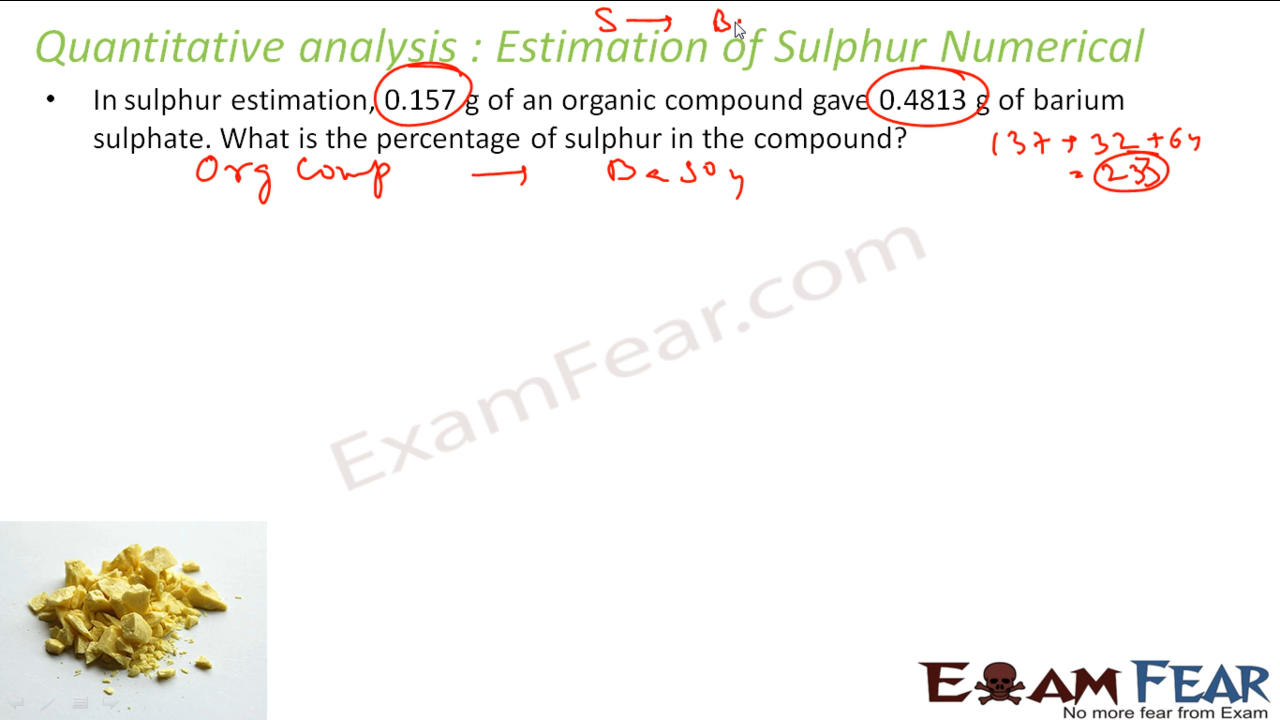 S → B
Quantitative analysis : Estimation of Sulphur Numerical
• In sulphur estimation, 0.157 g of an organic compound gave 0.4813 g of barium
sulphate. What is the percentage of sulphur in the compound?
137 + 32 + 64
= 233
Org Comp → BaSO4
ExamFear.com
EXAM FEAR
No more fear from Exam